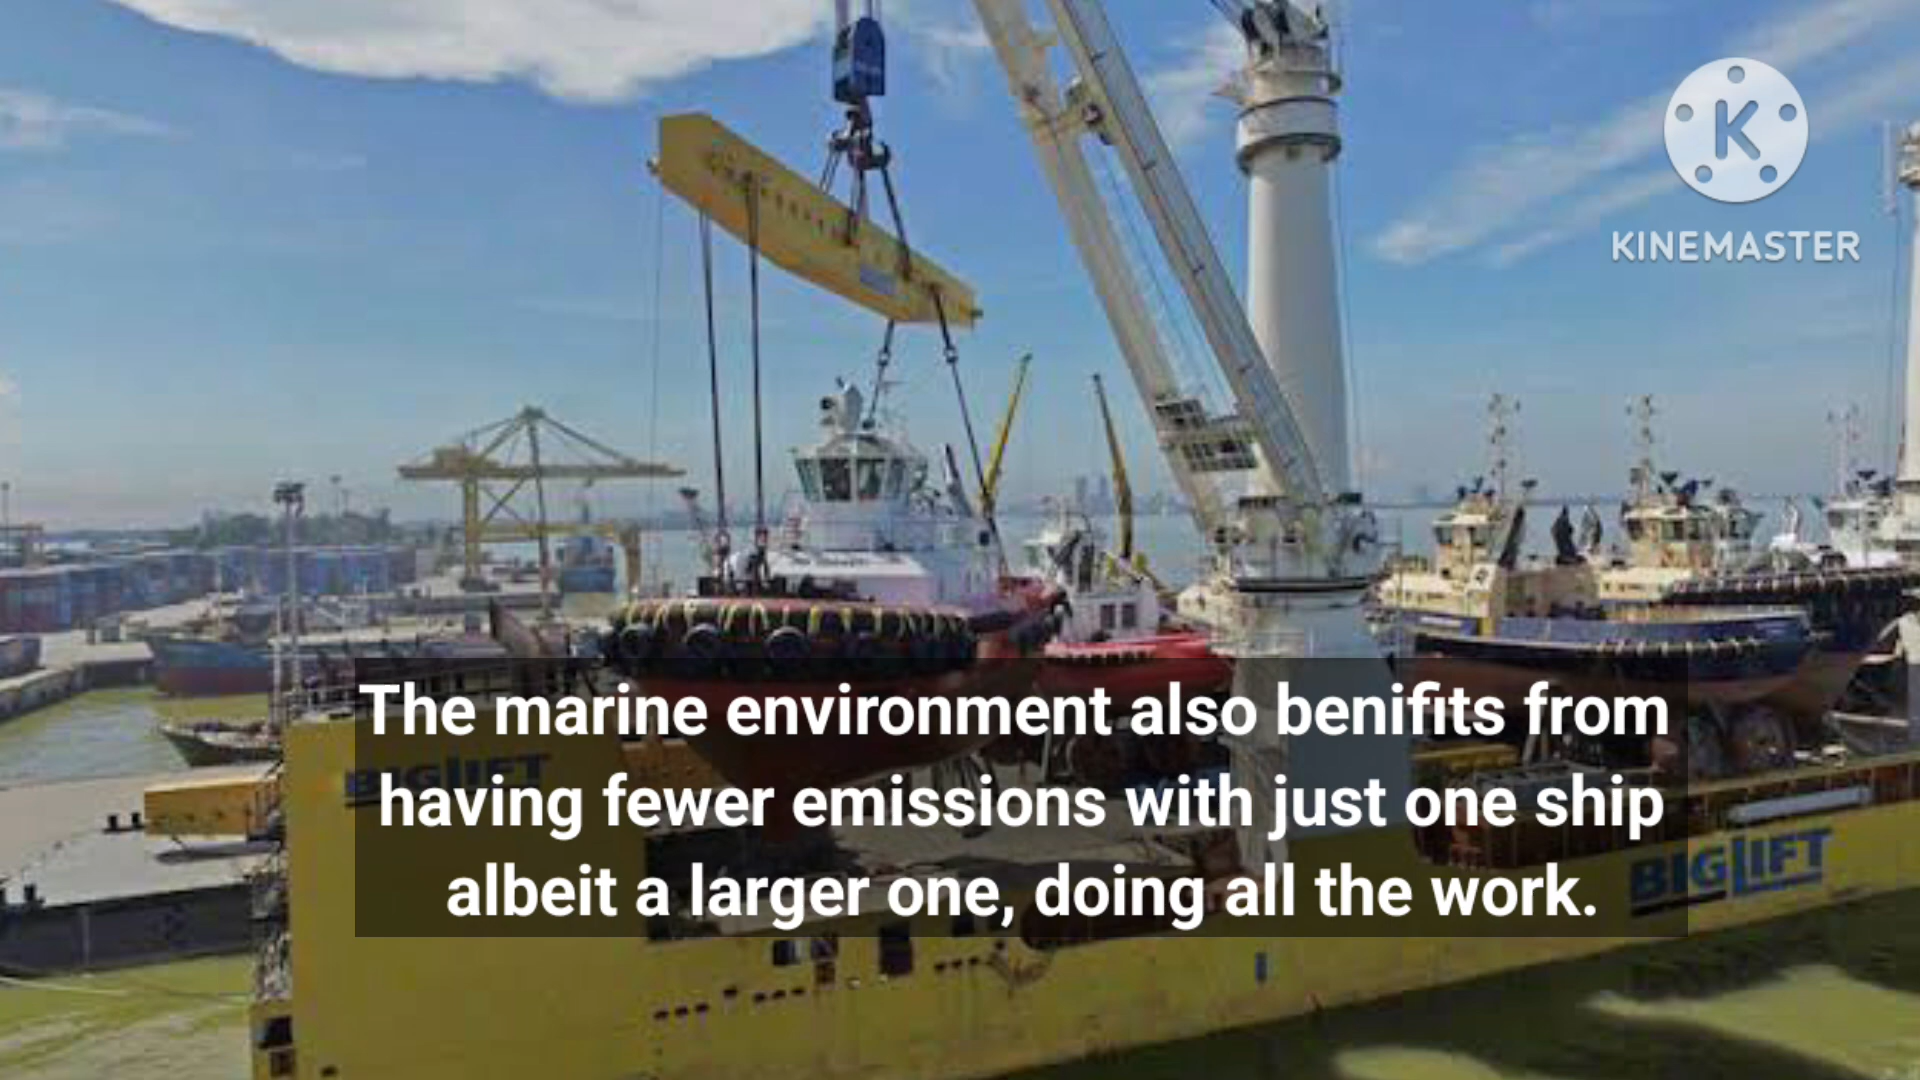 KINEMASTER
The marine environment also benifits from
BIGLIFT
having fewer emissions with just one ship
albeit a larger one, doing all the work.
BIGLIFT